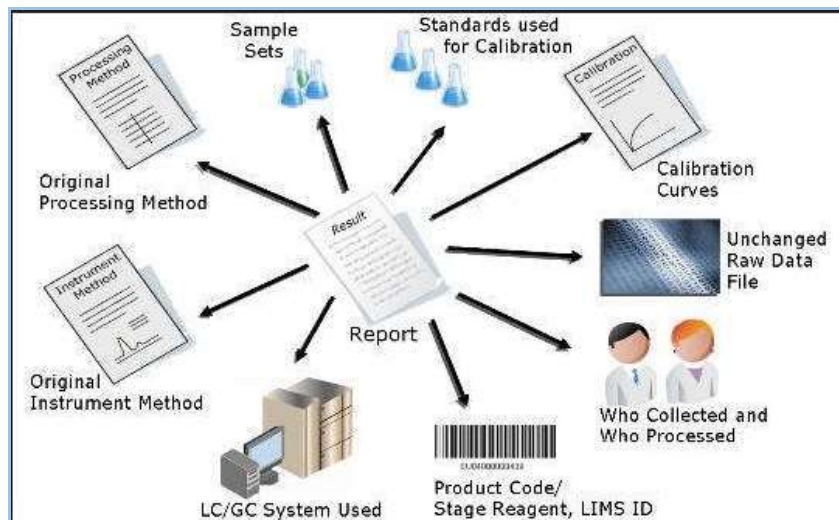 Sample
Sets
Standards used
for Calibration
Processing
Method
Calibration
Original
Processing Method
Calibration
Curves
Result
Unchanged
Raw Data
File
Instrument
Method
Report
Original
Instrument Method
Who Collected and
Who Processed
LC/GC System Used
Product Code/
Stage Reagent, LIMS ID